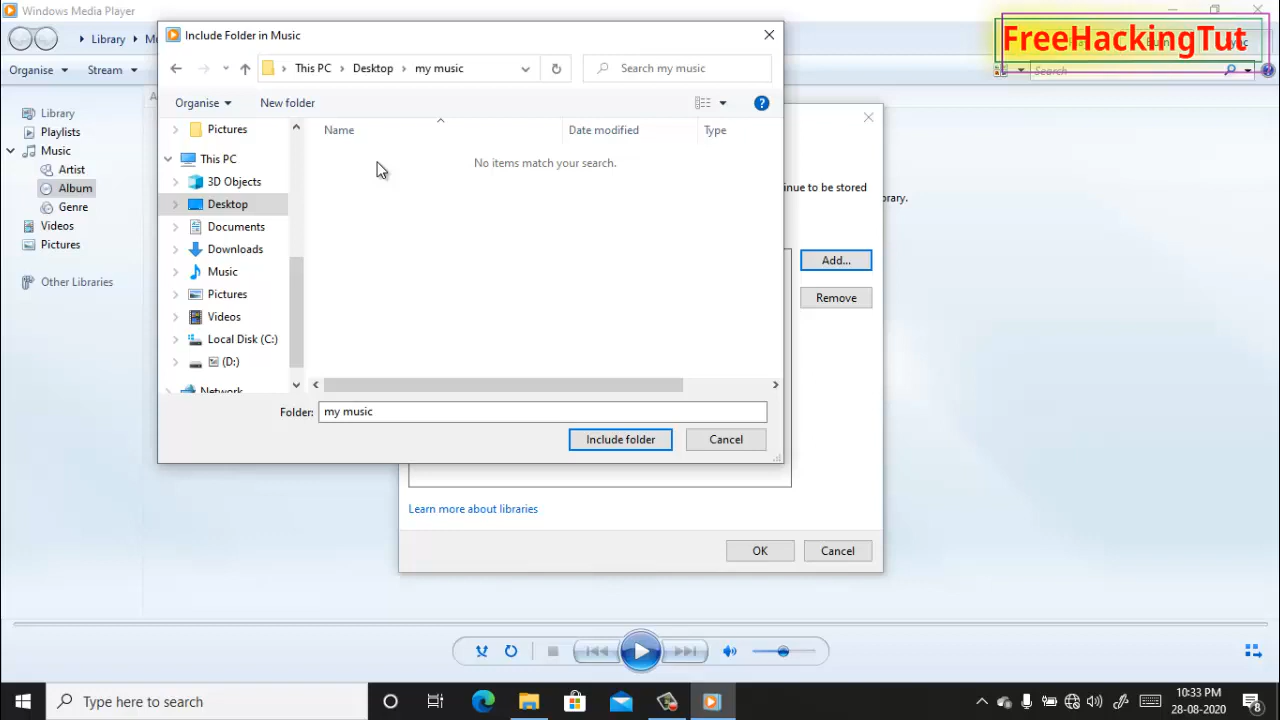 Windows Media Player
Library
Organise
Stream
Library
Playlists
Music
Artist
Album
Genre
Videos
Pictures
Other Libraries
Include Folder in Music
This PC > Desktop > my music
Search my music
Organise
New folder
Name
Date modified
Type
No items match your search.
Pictures
This PC
3D Objects
Desktop
Documents
Downloads
Music
Pictures
Videos
Local Disk (C:)
(D:)
Network
Folder: my music
Include folder
Cancel
FreeHackingTut
Search
inue to be stored
rary.
Add...
Remove
Learn more about libraries
OK
Cancel
Type here to search
10:33 PM
28-08-2020
8